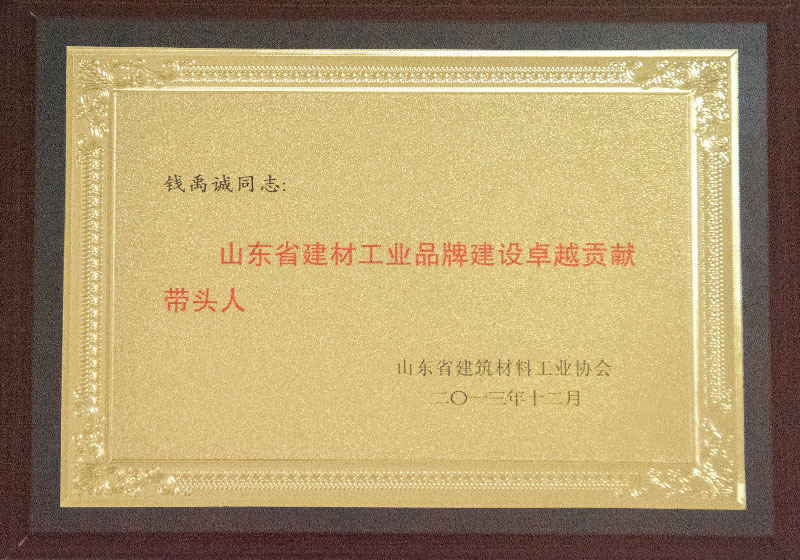 钱禹诚同志:
山东省建材工业品牌建设卓越贡献
带头人
山东省建筑材料工业协会
二〇一三年十二月